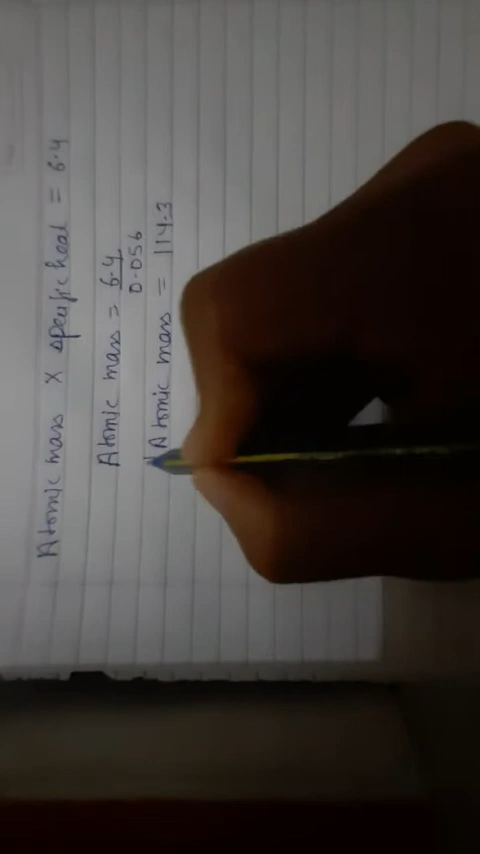 Atomic mass X specific heat = 6.4
Atomic mass = 6.4
0.056
Atomic mass = 114.3